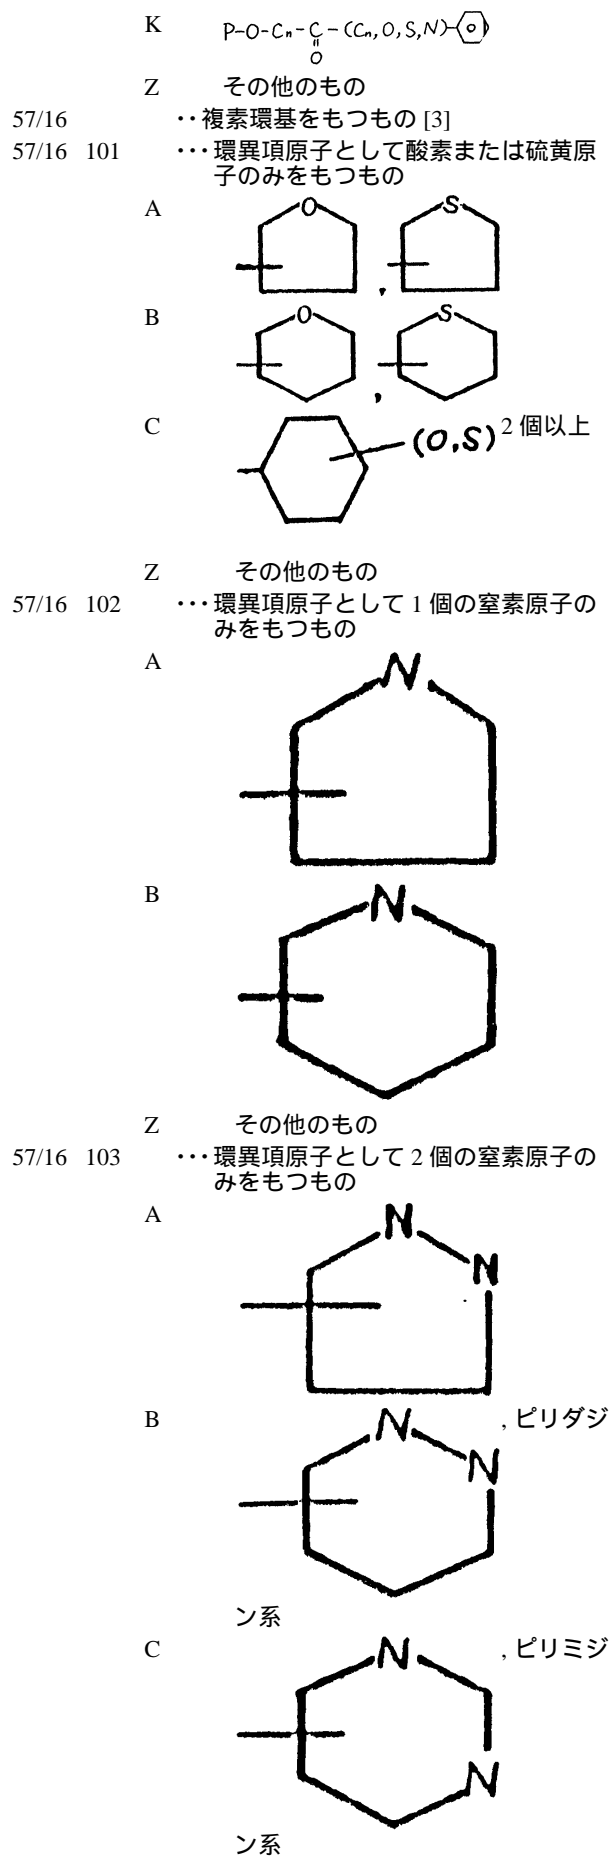 K P-O-Cn-C-(Cn,O,S,N)-
O
O
Z その他のもの
57/16 ‥複素環基をもつもの [3]
57/16 101 …環異項原子として酸素または硫黄原
子のみをもつもの
A O , S
B O , S
C (O,S) 2個以上
Z その他のもの
57/16 102 …環異項原子として1個の窒素原子の
みをもつもの
A N
B N
Z その他のもの
57/16 103 …環異項原子として2個の窒素原子の
みをもつもの
A N
N
B N , ピリダジ
N
ン系
C N , ピリミジ
N
ン系